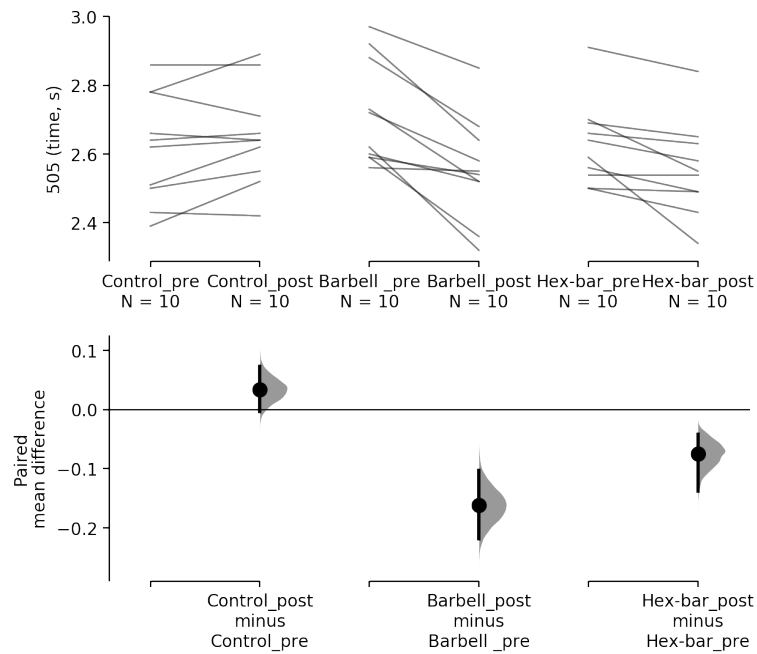 3.0
2.8
2.6
2.4
505 (time, s)
Control_pre Control_post Barbell _pre Barbell_post Hex-bar_pre Hex-bar_post
N = 10 N = 10 N = 10 N = 10 N = 10 N = 10
0.1
0.0
−0.1
−0.2
Paired
mean difference
Control_post Barbell_post Hex-bar_post
minus minus minus
Control_pre Barbell _pre Hex-bar_pre